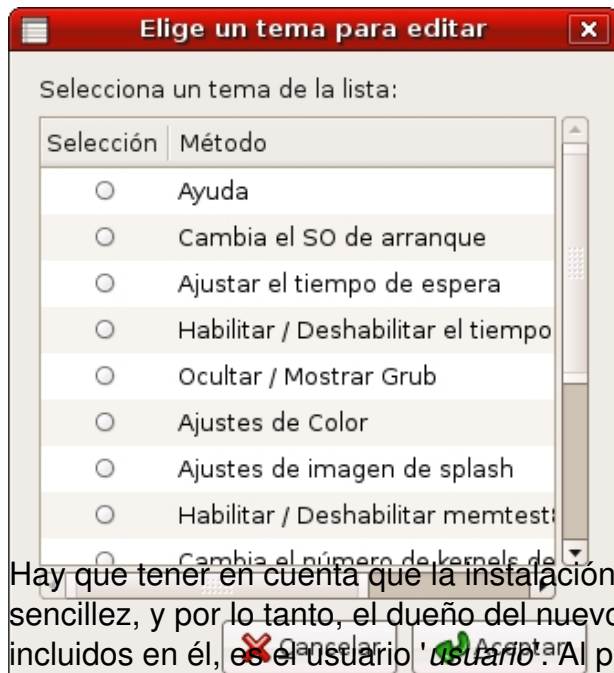 Elige un tema para editar
Selecciona un tema de la lista:
Selección Método
Ayuda
Cambia el SO de arranque
Ajustar el tiempo de espera
Habilitar / Deshabilitar el tiempo
Ocultar / Mostrar Grub
Ajustes de Color
Ajustes de imagen de splash
Habilitar / Deshabilitar memtest
Cambia el número de kernels de
Hay que tener en cuenta que la instalación
sencillez, y por lo tanto, el dueño del nuevo
Cancelar Aceptar
incluidos en él, es el usuario 'usuario'. Al p